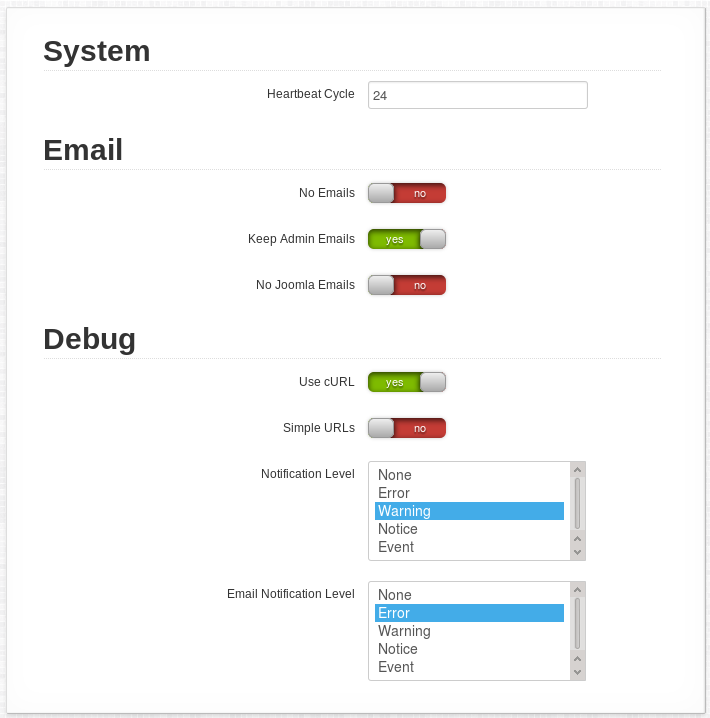 System
Heartbeat Cycle 24
Email
No Emails no
Keep Admin Emails yes
No Joomla Emails no
Debug
Use cURL yes
Simple URLs no
Notification Level None
Error
Warning
Notice
Event
Email Notification Level None
Error
Warning
Notice
Event